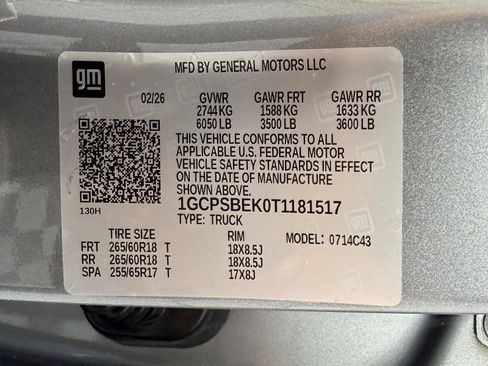 gm
MFD BY GENERAL MOTORS LLC
02/26 GVWR GAWR FRT GAWR RR
2744 KG 1588 KG 1633 KG
6050 LB 3500 LB 3600 LB
THIS VEHICLE CONFORMS TO ALL
APPLICABLE U.S. FEDERAL MOTOR
VEHICLE SAFETY STANDARDS IN EFFECT
ON THE DATE OF MANUFACTURE
SHOWN ABOVE.
130H
1GCPSBEK0T1181517
TYPE: TRUCK
TIRE SIZE RIM MODEL: 0714C43
FRT 265/60R18 T 18X8.5J
RR 265/60R18 T 18X8.5J
SPA 255/65R17 T 17X8J